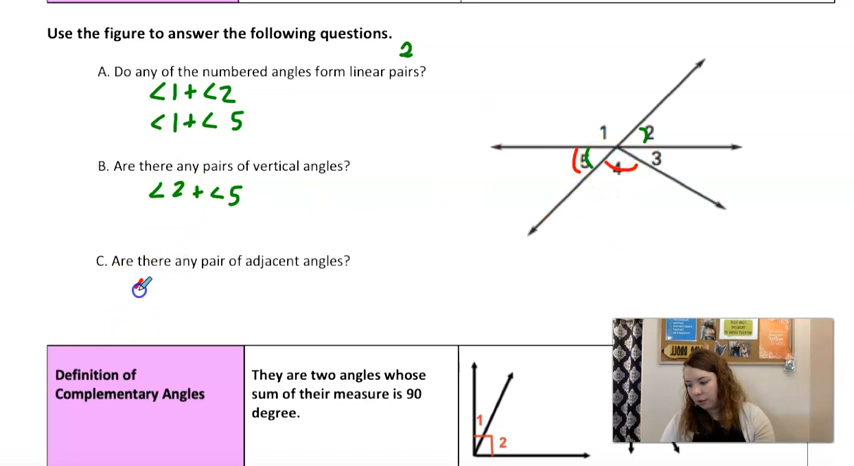 Use the figure to answer the following questions.
2
A. Do any of the numbered angles form linear pairs?
<1+<2
<1+< 5
B. Are there any pairs of vertical angles?
<2+<5
C. Are there any pair of adjacent angles?
1
2
5
4
3
Definition of
Complementary Angles
They are two angles whose
sum of their measure is 90
degree.
1
2